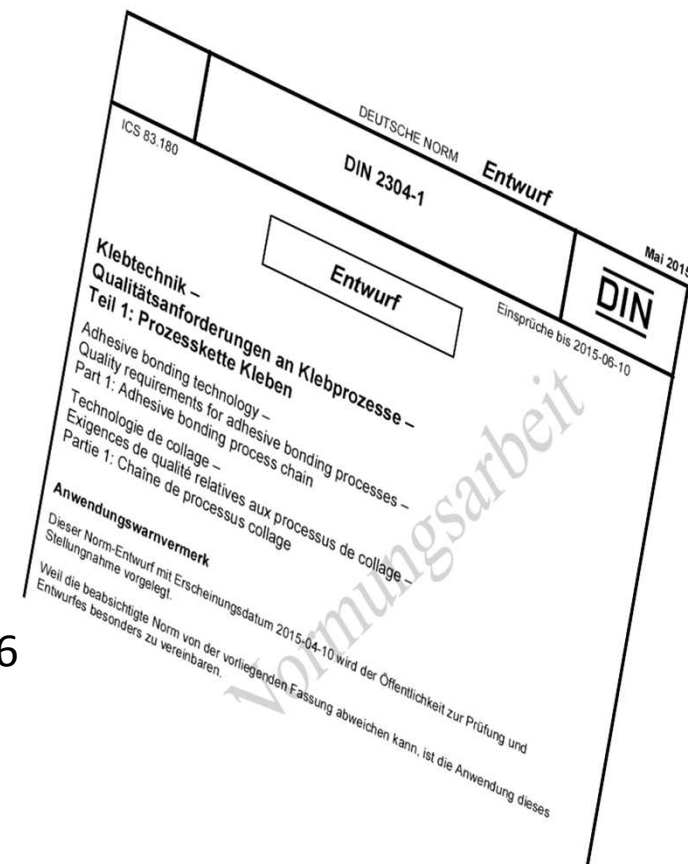 DEUTSCHE NORM
Entwurf
Mai 2015
DIN 2304-1
DIN
ICS 83.180
Entwurf
Einsprüche bis 2015-06-10
Klebtechnik –
Qualitätsanforderungen an Klebprozesse –
Teil 1: Prozesskette Kleben
Adhesive bonding technology –
Quality requirements for adhesive bonding processes –
Part 1: Adhesive bonding process chain
Technologie de collage –
Exigences de qualité relatives aux processus de collage –
Partie 1: Chaîne de processus collage
Anwendungswarnvermerk
Dieser Norm-Entwurf mit Erscheinungsdatum 2015-04-10 wird der Öffentlichkeit zur Prüfung und
Stellungnahme vorgelegt.
Weil die beabsichtigte Norm von der vorliegenden Fassung abweichen kann, ist die Anwendung dieses
Entwurfes besonders zu vereinbaren.
Normungsarbeit
6